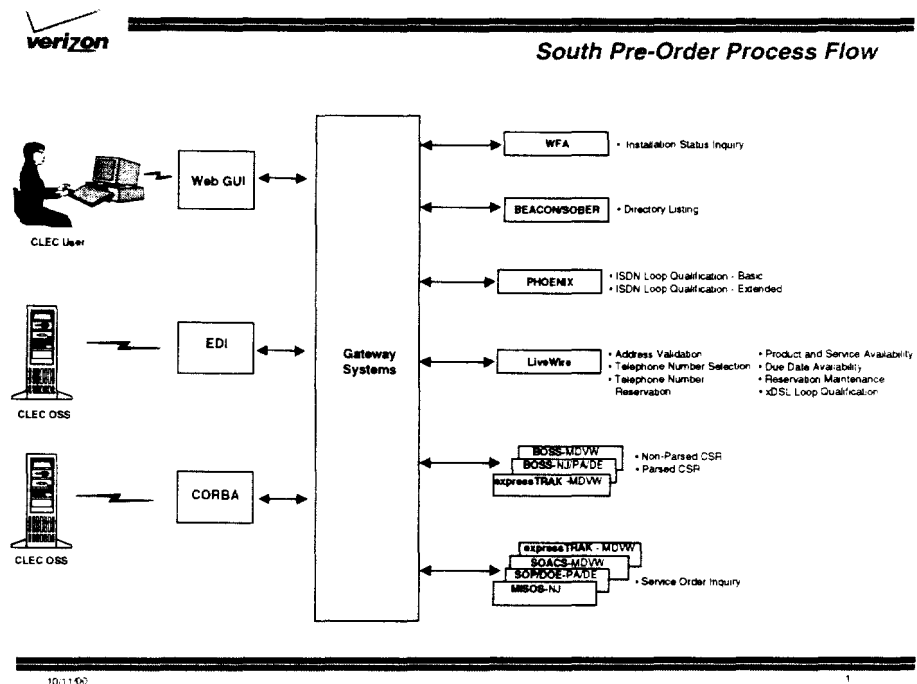 verizon
South Pre-Order Process Flow
CLEC User
Web GUI
CLEC OSS
EDI
CLEC OSS
CORBA
Gateway
Systems
WFA
• Installation Status Inquiry
BEACON/SOBER
• Directory Listing
PHOENIX
• ISDN Loop Qualification - Basic
• ISDN Loop Qualification - Extended
LiveWire
• Address Validation
• Telephone Number Selection
• Telephone Number
Reservation
• Product and Service Availability
• Due Date Availability
• Reservation Maintenance
• xDSL Loop Qualification
BOSS-MDVW
BOSS-NJ/PA/DE
expressTRAK -MDVW
• Non-Parsed CSR
• Parsed CSR
expressTRAK - MDVW
SOACS-MDVW
SOP/DOE-PA/DE
MISOS-NJ
• Service Order Inquiry
10/11/00
1